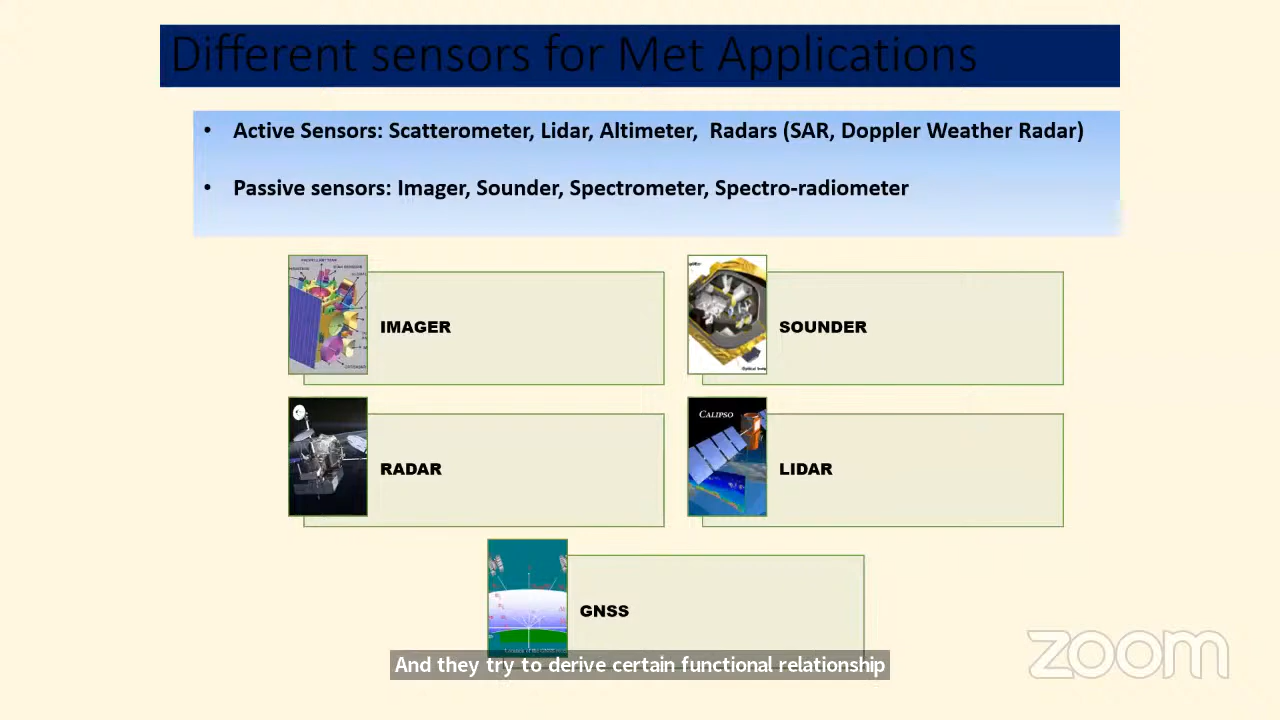 Different sensors for Met Applications
• Active Sensors: Scatterometer, Lidar, Altimeter, Radars (SAR, Doppler Weather Radar)
• Passive sensors: Imager, Sounder, Spectrometer, Spectro-radiometer
IMAGER
SOUNDER
RADAR
CALIPSO
LIDAR
GNSS
And they try to derive certain functional relationship
zoom